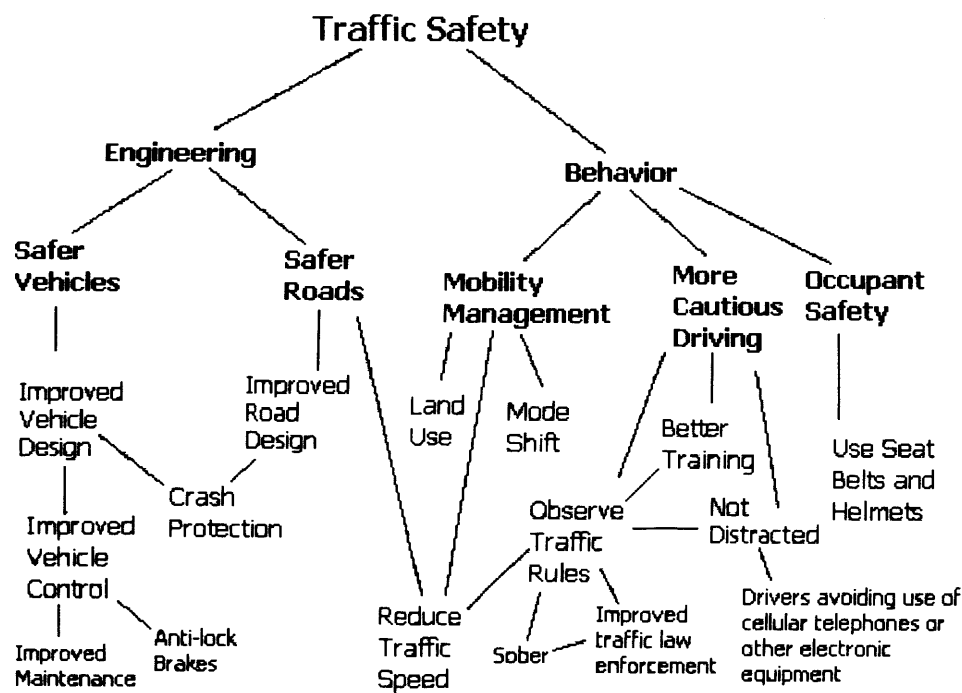 Traffic Safety
Engineering
Behavior
Safer
Vehicles
Safer
Roads
Mobility
Management
More
Cautious
Driving
Occupant
Safety
Improved
Vehicle
Design
Improved
Road
Design
Land
Use
Mode
Shift
Better
Training
Use Seat
Belts and
Helmets
Crash
Protection
Observe
Traffic
Rules
Not
Distracted
Improved
Vehicle
Control
Reduce
Traffic
Speed
Improved
Maintenance
Anti-lock
Brakes
Sober
Improved
traffic law
enforcement
Drivers avoiding use of
cellular telephones or
other electronic
equipment